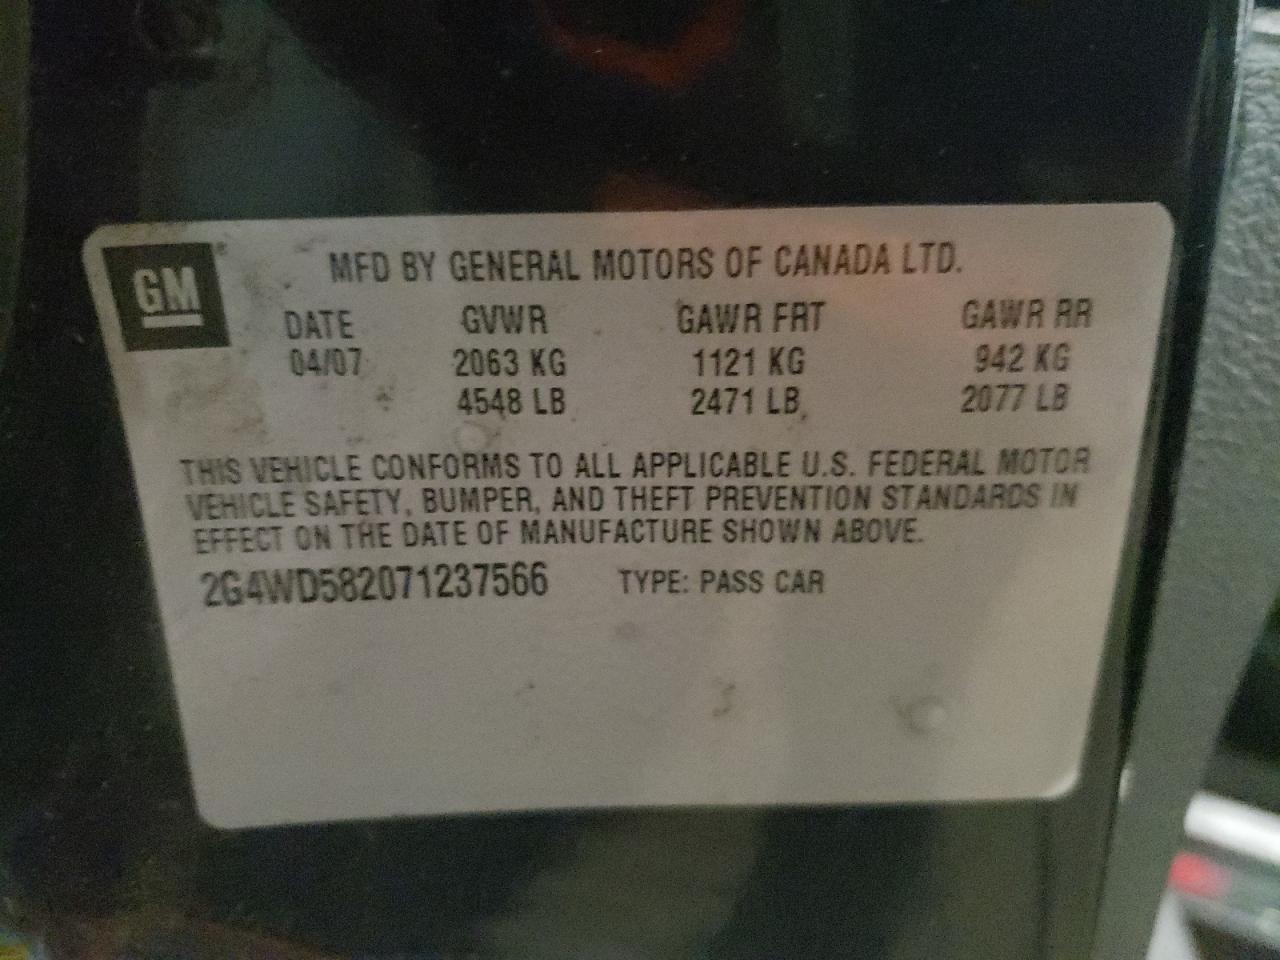 GM
MFD BY GENERAL MOTORS OF CANADA LTD.
DATE GVWR GAWR FRT GAWR RR
04/07 2063 KG 1121 KG 942 KG
4548 LB 2471 LB 2077 LB
THIS VEHICLE CONFORMS TO ALL APPLICABLE U.S. FEDERAL MOTOR
VEHICLE SAFETY, BUMPER, AND THEFT PREVENTION STANDARDS IN
EFFECT ON THE DATE OF MANUFACTURE SHOWN ABOVE.
2G4WD582071237566 TYPE: PASS CAR